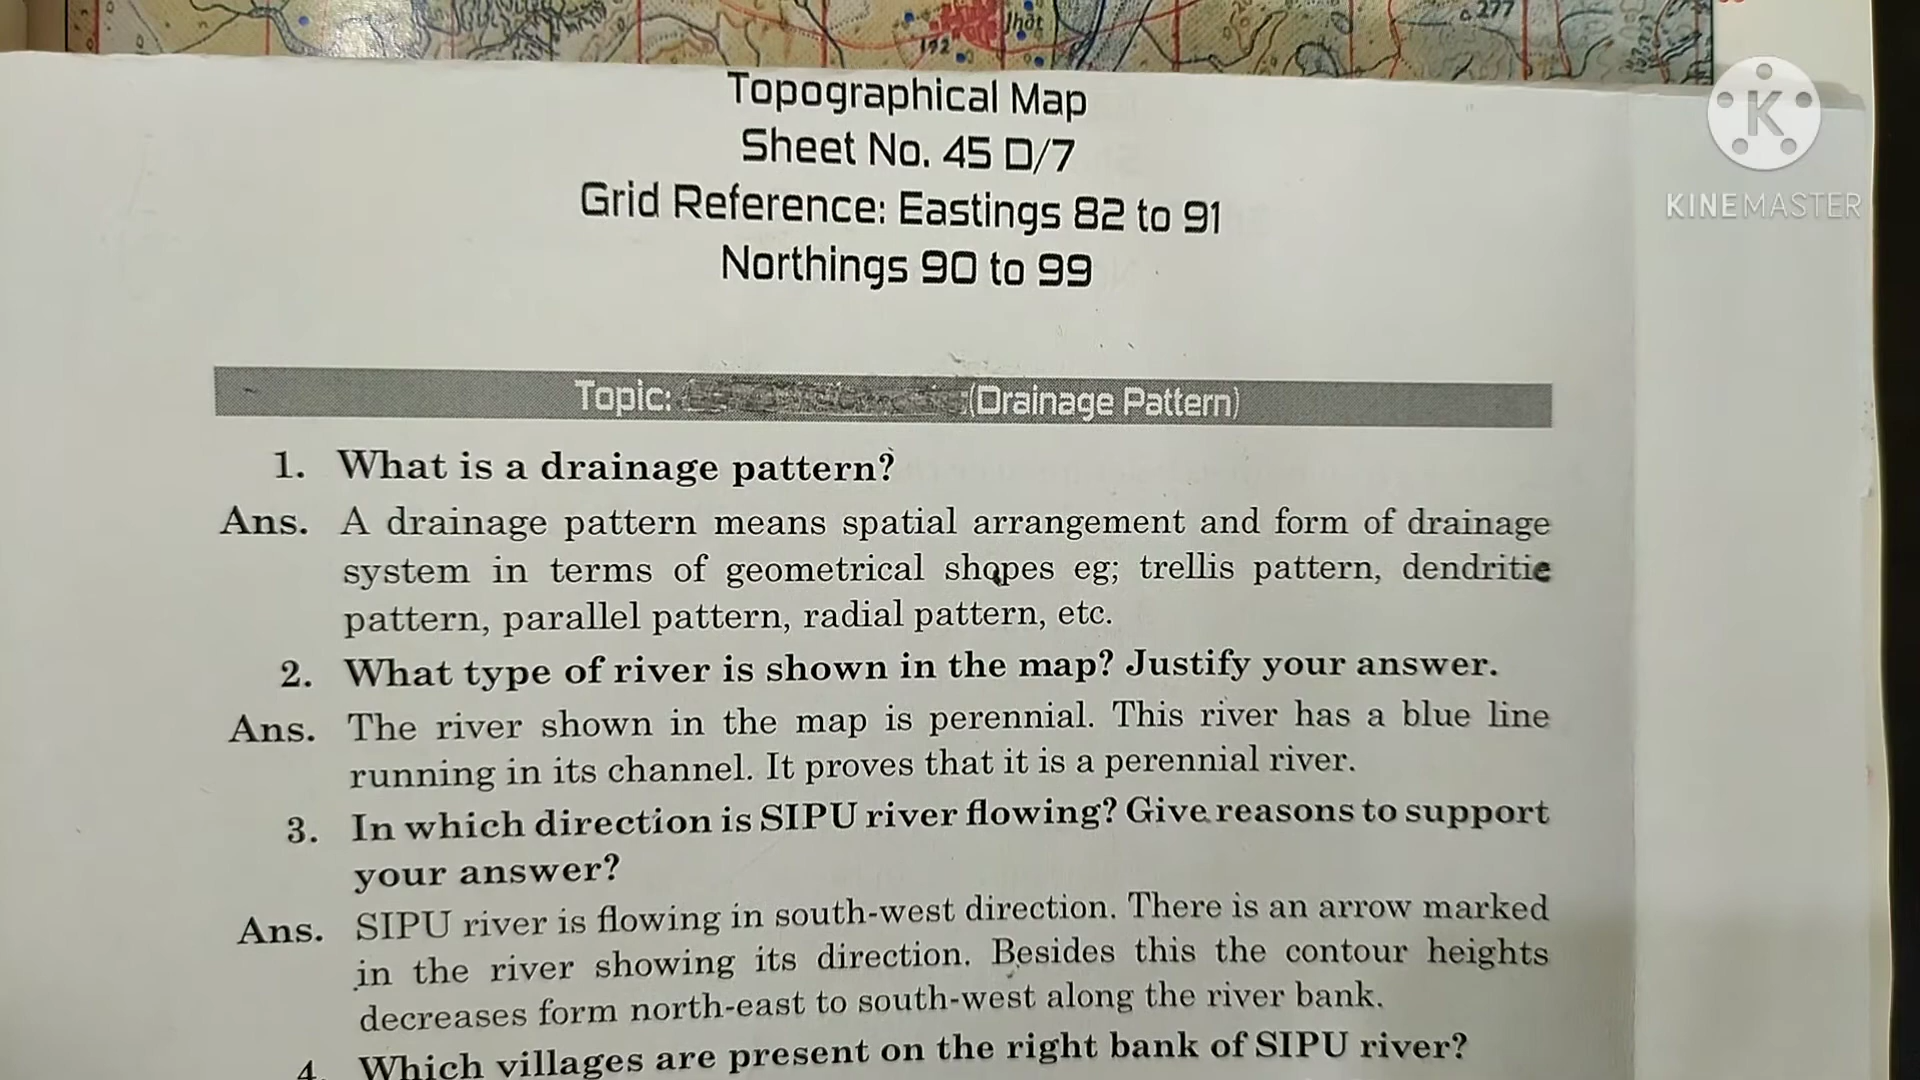 Jhāt
277
192
Topographical Map
K
Sheet No. 45 D/7
KINEMASTER
Grid Reference: Eastings 82 to 91
Northings 90 to 99
Topic: (Drainage Pattern)
1. What is a drainage pattern?
Ans. A drainage pattern means spatial arrangement and form of drainage
system in terms of geometrical shapes eg; trellis pattern, dendritic
pattern, parallel pattern, radial pattern, etc.
2. What type of river is shown in the map? Justify your answer.
Ans. The river shown in the map is perennial. This river has a blue line
running in its channel. It proves that it is a perennial river.
3. In which direction is SIPU river flowing? Give reasons to support
your answer?
Ans. SIPU river is flowing in south-west direction. There is an arrow marked
in the river showing its direction. Besides this the contour heights
decreases form north-east to south-west along the river bank.
4. Which villages are present on the right bank of SIPU river?